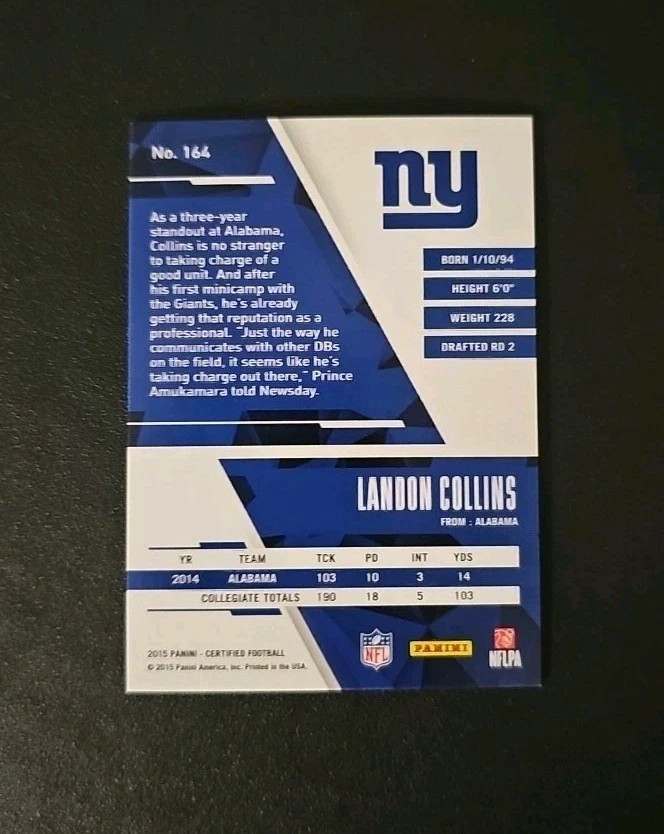 No. 164
As a three-year
standout at Alabama,
Collins is no stranger
to taking charge of a
good unit. And after
his first minicamp with
the Giants, he's already
getting that reputation as a
professional. "Just the way he
communicates with other DBs
on the field, it seems like he's
taking charge out there," Prince
Amukamara told Newsday.
ny
BORN 1/10/94
HEIGHT 6'0"
WEIGHT 228
DRAFTED RD 2
LANDON COLLINS
FROM : ALABAMA
YR TEAM TCK PD INT YDS
2014 ALABAMA 103 10 3 14
COLLEGIATE TOTALS 190 18 5 103
2015 PANINI - CERTIFIED FOOTBALL
© 2015 Panini America, Inc. Printed in the USA.
NFL
PANINI
NFLPA